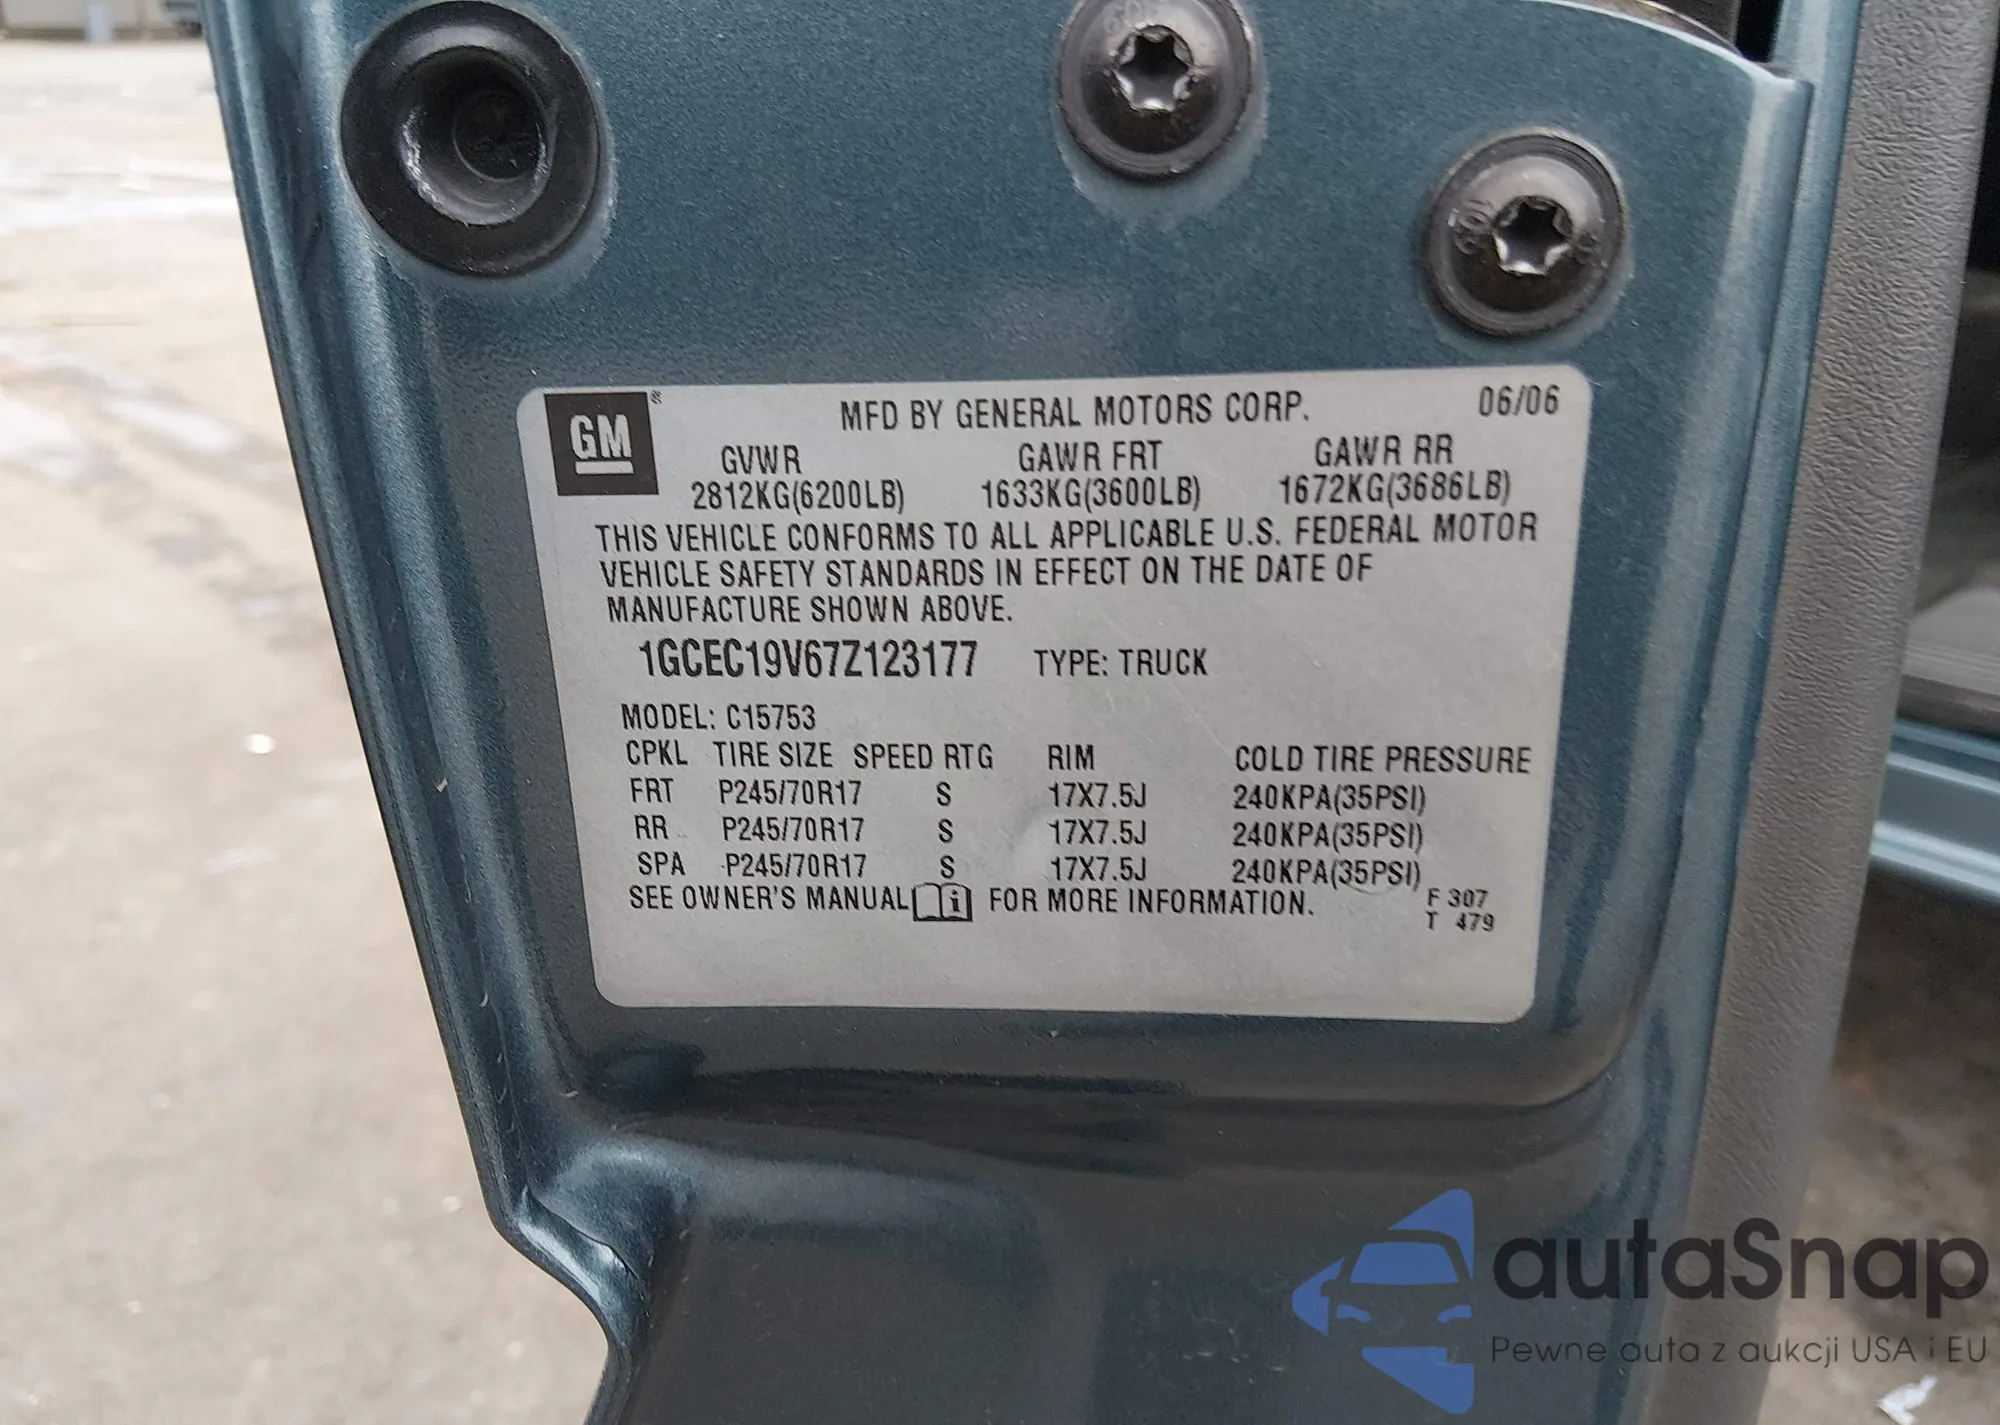 GM
MFD BY GENERAL MOTORS CORP. 06/06
GVWR GAWR FRT GAWR RR
2812KG(6200LB) 1633KG(3600LB) 1672KG(3686LB)
THIS VEHICLE CONFORMS TO ALL APPLICABLE U.S. FEDERAL MOTOR
VEHICLE SAFETY STANDARDS IN EFFECT ON THE DATE OF
MANUFACTURE SHOWN ABOVE.
1GCEC19V67Z123177 TYPE: TRUCK
MODEL: C15753
CPKL TIRE SIZE SPEED RTG RIM COLD TIRE PRESSURE
FRT P245/70R17 S 17X7.5J 240KPA(35PSI)
RR P245/70R17 S 17X7.5J 240KPA(35PSI)
SPA P245/70R17 S 17X7.5J 240KPA(35PSI)
SEE OWNER'S MANUAL i FOR MORE INFORMATION.
F 307
T 479
autaSnap
Pewne auta z aukcji USA i EU